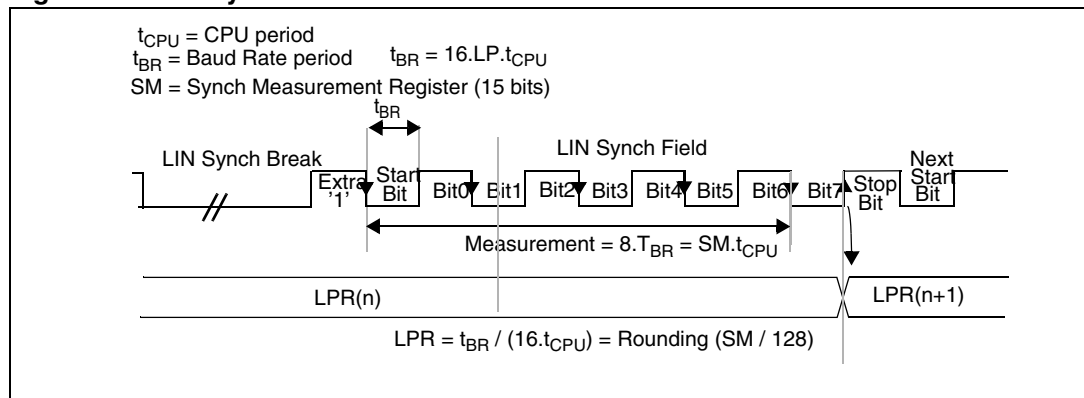 tCPU = CPU period
tBR = Baud Rate period tBR = 16.LP.tCPU
SM = Synch Measurement Register (15 bits)
tBR
LIN Synch Break
LIN Synch Field
Extra '1'
Start Bit
Bit0
Bit1
Bit2
Bit3
Bit4
Bit5
Bit6
Bit7
Stop Bit
Next Start Bit
Measurement = 8.TBR = SM.tCPU
LPR(n)
LPR(n+1)
LPR = tBR / (16.tCPU) = Rounding (SM / 128)